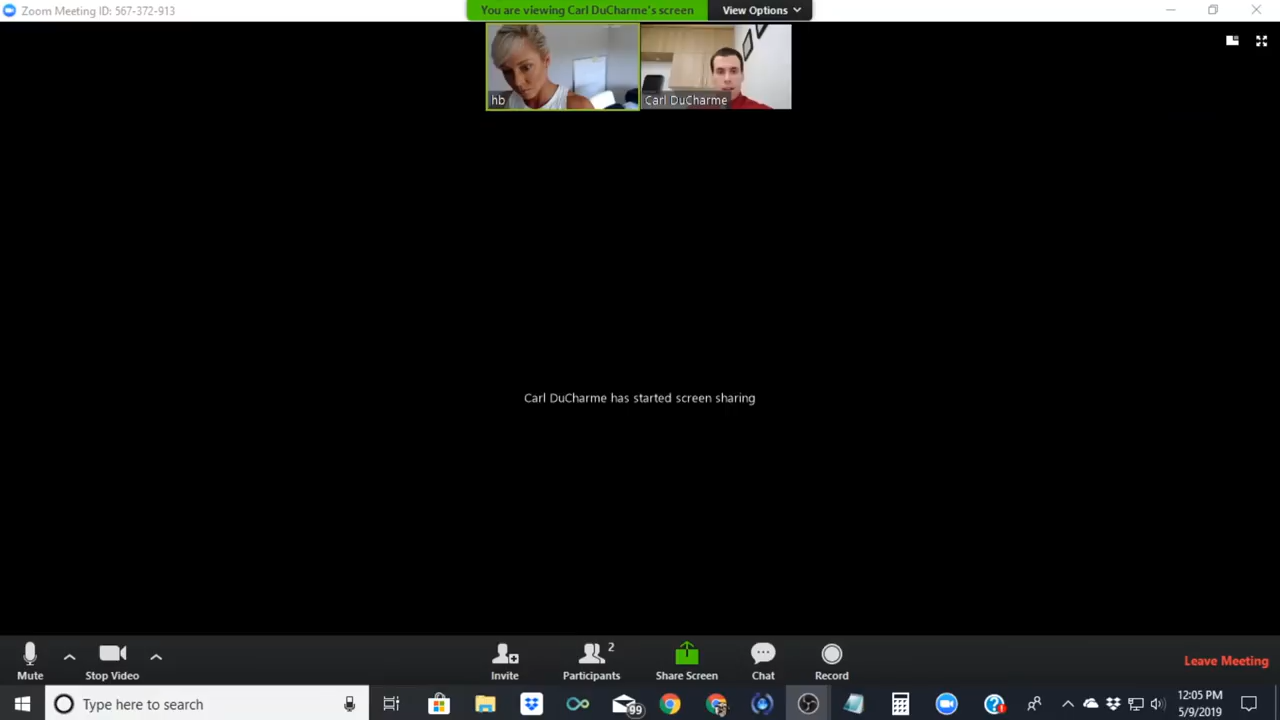 Zoom Meeting ID: 567-372-913
You are viewing Carl DuCharme's screen
View Options
hb
Carl DuCharme
Carl DuCharme has started screen sharing
Mute
Stop Video
Invite
2
Participants
Share Screen
Chat
Record
Leave Meeting
Type here to search
99
12:05 PM
5/9/2019